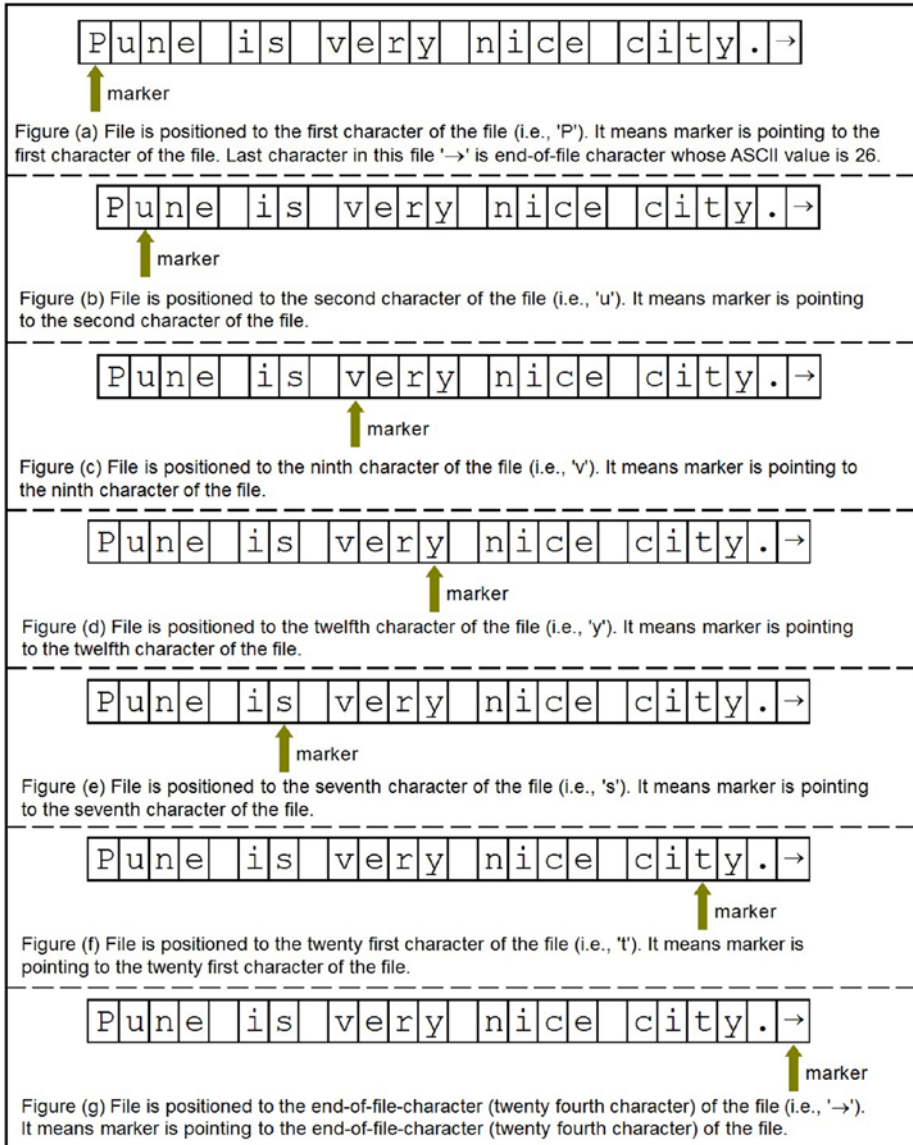 Pune is very nice city.→
marker
Figure (a) File is positioned to the first character of the file (i.e., 'P'). It means marker is pointing to the
first character of the file. Last character in this file '→' is end-of-file character whose ASCII value is 26.
Pune is very nice city.→
marker
Figure (b) File is positioned to the second character of the file (i.e., 'u'). It means marker is pointing
to the second character of the file.
Pune is very nice city.→
marker
Figure (c) File is positioned to the ninth character of the file (i.e., 'v'). It means marker is pointing to
the ninth character of the file.
Pune is very nice city.→
marker
Figure (d) File is positioned to the twelfth character of the file (i.e., 'y'). It means marker is pointing
to the twelfth character of the file.
Pune is very nice city.→
marker
Figure (e) File is positioned to the seventh character of the file (i.e., 's'). It means marker is pointing
to the seventh character of the file.
Pune is very nice city.→
marker
Figure (f) File is positioned to the twenty first character of the file (i.e., 't'). It means marker is
pointing to the twenty first character of the file.
Pune is very nice city.→
marker
Figure (g) File is positioned to the end-of-file-character (twenty fourth character) of the file (i.e., '→').
It means marker is pointing to the end-of-file-character (twenty fourth character) of the file.